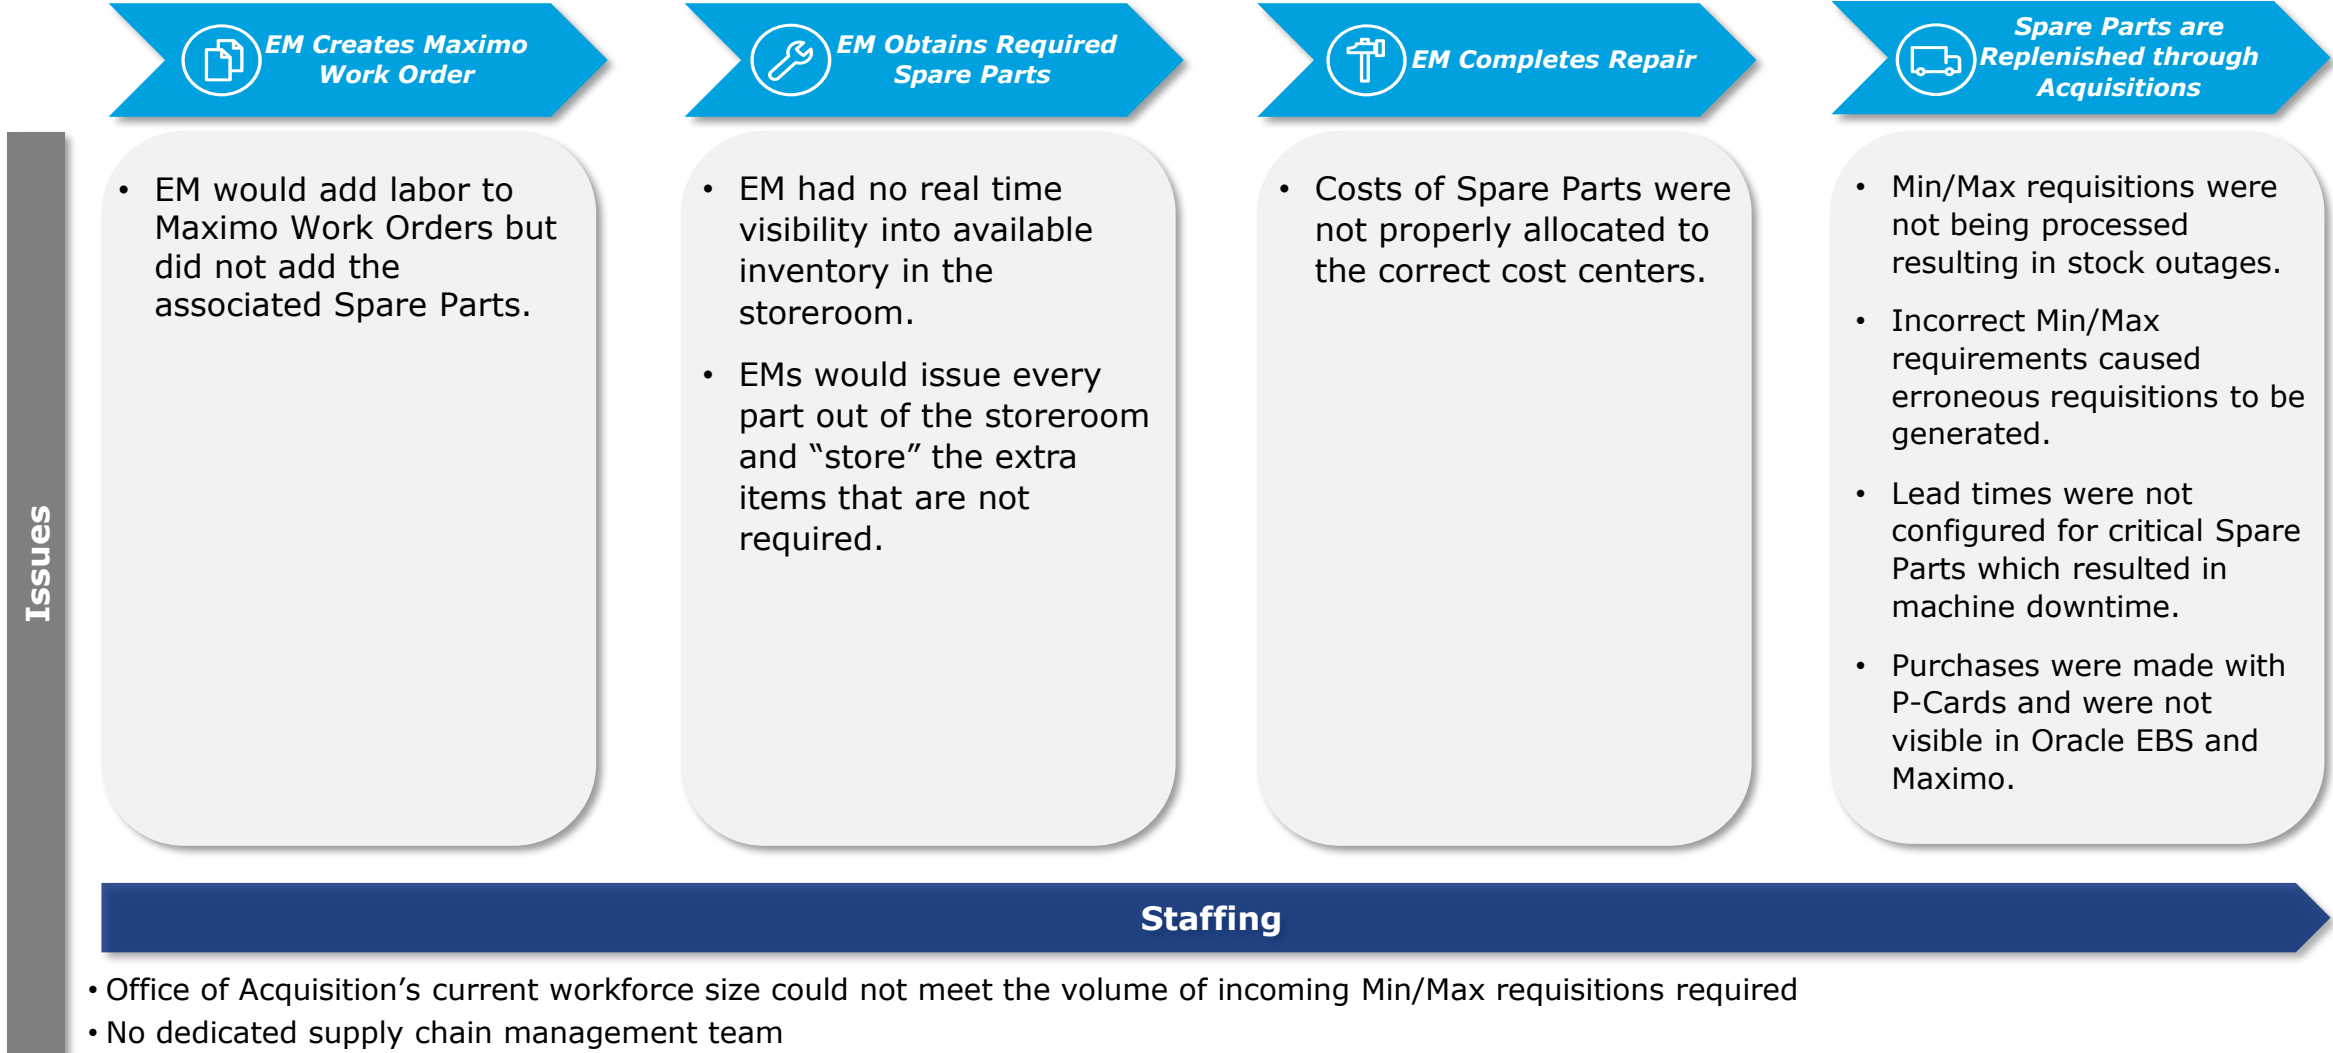 EM Creates Maximo
Work Order
EM Obtains Required
Spare Parts
EM Completes Repair
Spare Parts are
Replenished through
Acquisitions
Issues
• EM would add labor to
Maximo Work Orders but
did not add the
associated Spare Parts.
• EM had no real time
visibility into available
inventory in the
storeroom.
• EMs would issue every
part out of the storeroom
and “store” the extra
items that are not
required.
• Costs of Spare Parts were
not properly allocated to
the correct cost centers.
• Min/Max requisitions were
not being processed
resulting in stock outages.
• Incorrect Min/Max
requirements caused
erroneous requisitions to be
generated.
• Lead times were not
configured for critical Spare
Parts which resulted in
machine downtime.
• Purchases were made with
P-Cards and were not
visible in Oracle EBS and
Maximo.
Staffing
• Office of Acquisition’s current workforce size could not meet the volume of incoming Min/Max requisitions required
• No dedicated supply chain management team